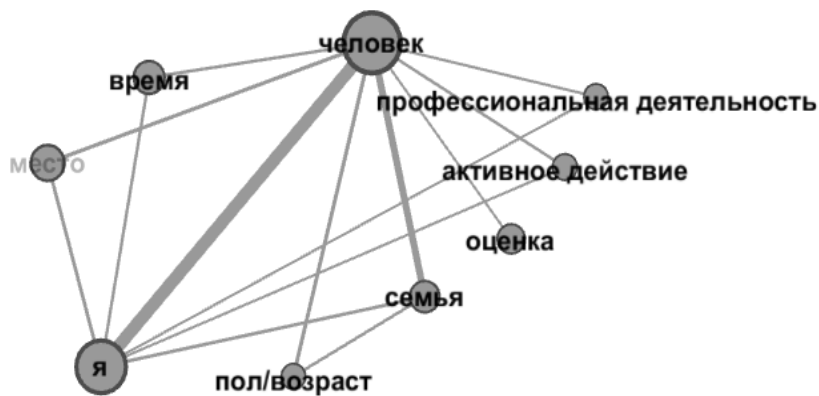 человек
время
профессиональная деятельность
место
активное действие
оценка
семья
я
пол/возраст